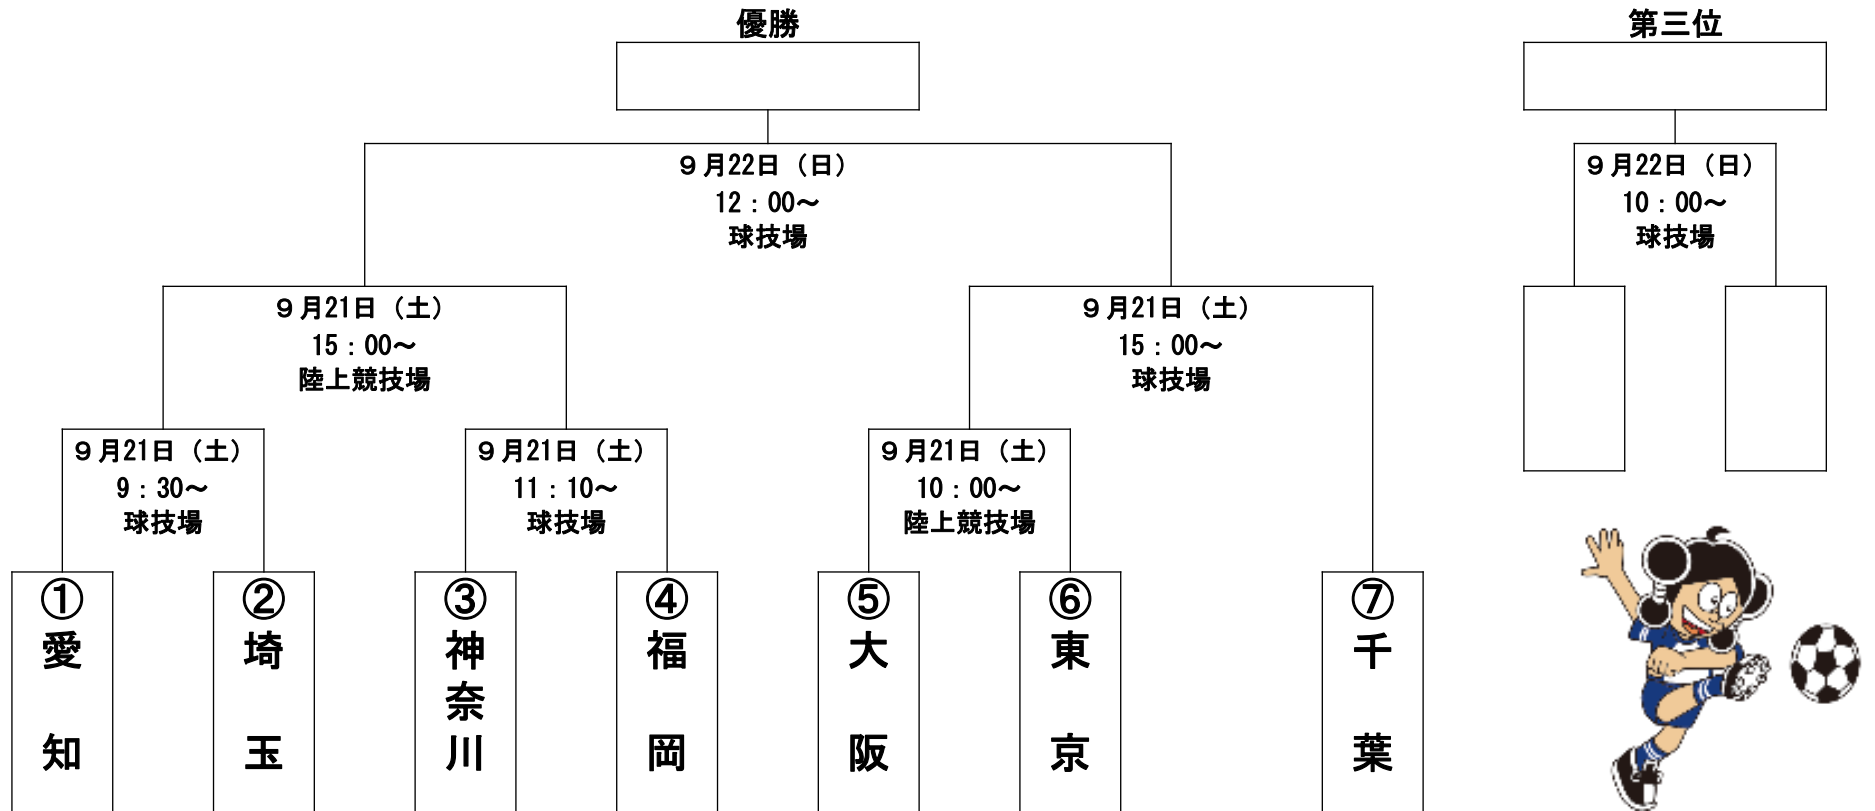 優勝
第三位
９月22日（日）
12：00～
球技場
９月22日（日）
10：00～
球技場
９月21日（土）
15：00～
陸上競技場
９月21日（土）
15：00～
球技場
９月21日（土）
9：30～
球技場
９月21日（土）
11：10～
球技場
９月21日（土）
10：00～
陸上競技場
①
愛知
②
埼玉
③
神奈川
④
福岡
⑤
大阪
⑥
東京
⑦
千葉